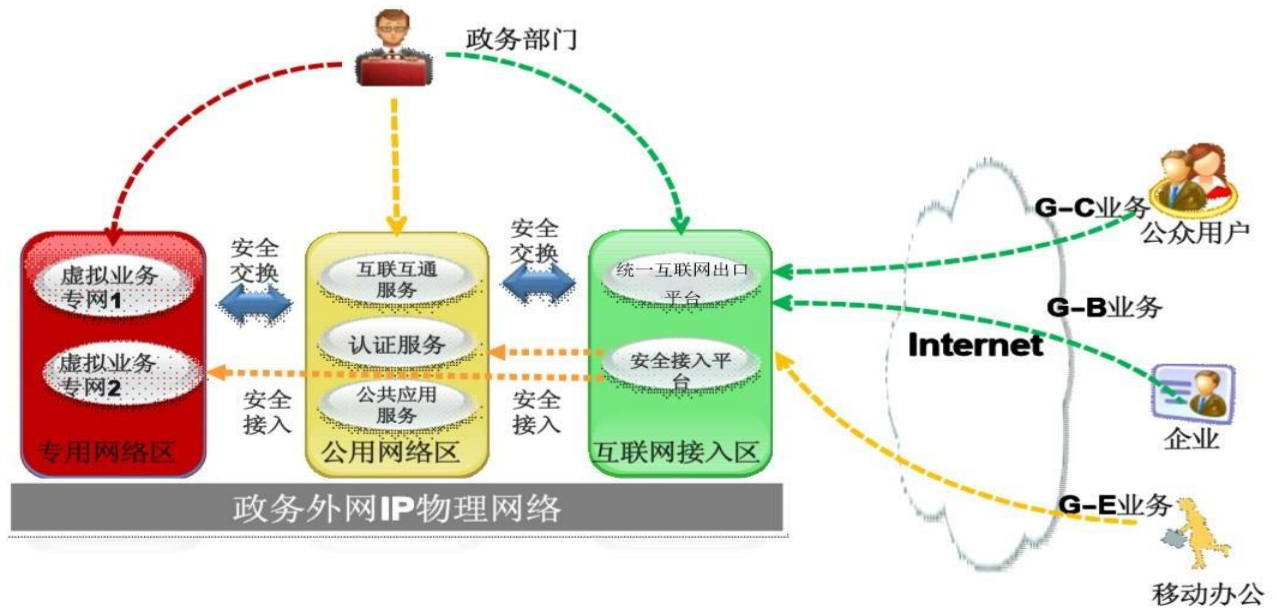 政务部门
G-C业务
公众用户
安全
交换
安全
交换
虚拟业务
专网1
互联互通
服务
统一互联网出口
平台
G-B业务
Internet
虚拟业务
专网2
认证服务
安全接入平
台
公共应用
服务
安全
接入
安全
接入
企业
专用网络区
公用网络区
互联网接入区
政务外网IP物理网络
G-E业务
移动办公